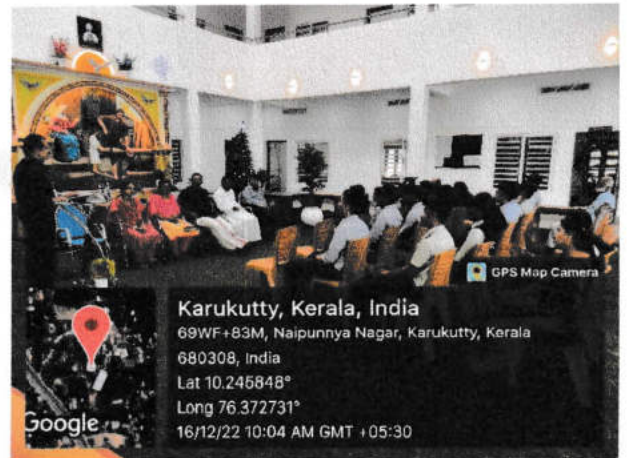 GPS Map Camera
Karukutty, Kerala, India
69WF+83M, Naipunnya Nagar, Karukutty, Kerala
680308, India
Lat 10.245848°
Long 76.372731°
16/12/22 10:04 AM GMT +05:30
Google